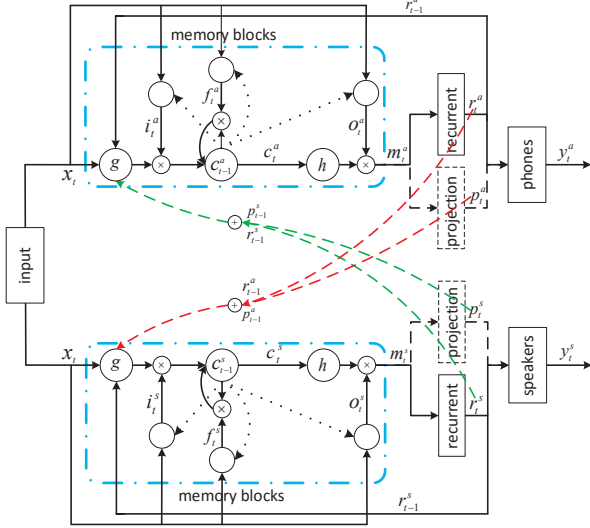 r_{t-1}^a
memory blocks
f_t^a
r_t^a
recurrent
i_t^a
o_t^a
×
g
×
c_{t-1}^a
c_t^a
h
×
m_t^a
phones
y_t^a
x_t
p_t^a
projection
p_{t-1}^s
+
r_{t-1}^s
input
r_{t-1}^a
+
p_{t-1}^a
p_t^s
projection
x_t
g
×
c_{t-1}^s
c_t^s
h
×
m_t^s
speakers
y_t^s
i_t^s
×
o_t^s
recurrent
r_t^s
f_t^s
memory blocks
r_{t-1}^s